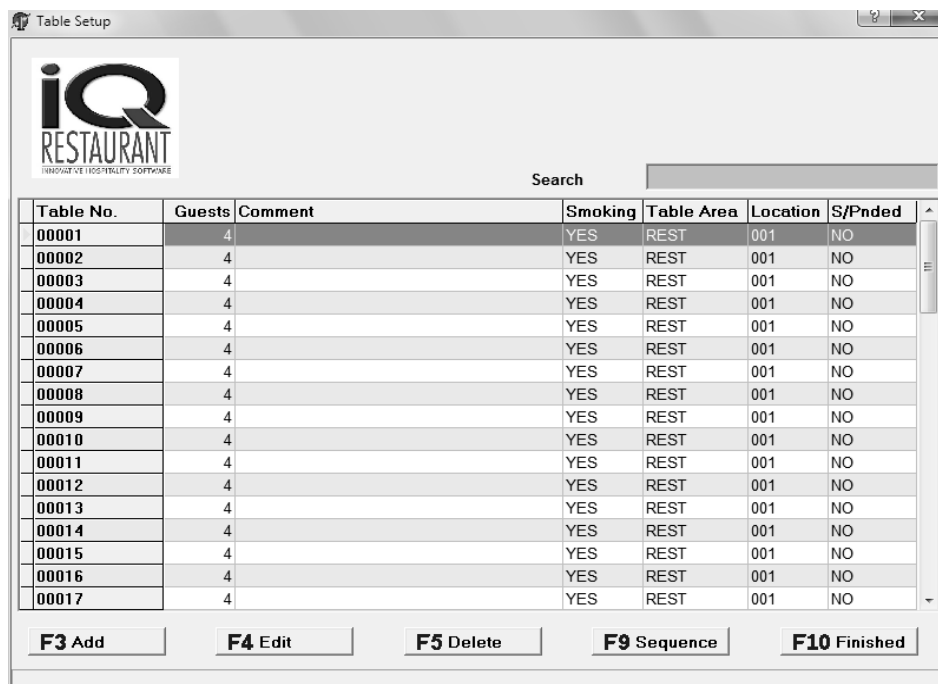 Table Setup
iQ
RESTAURANT
INNOVATIVE HOSPITALITY SOFTWARE
Search
Table No. Guests Comment Smoking Table Area Location S/Pnded
00001 4 YES REST 001 NO
00002 4 YES REST 001 NO
00003 4 YES REST 001 NO
00004 4 YES REST 001 NO
00005 4 YES REST 001 NO
00006 4 YES REST 001 NO
00007 4 YES REST 001 NO
00008 4 YES REST 001 NO
00009 4 YES REST 001 NO
00010 4 YES REST 001 NO
00011 4 YES REST 001 NO
00012 4 YES REST 001 NO
00013 4 YES REST 001 NO
00014 4 YES REST 001 NO
00015 4 YES REST 001 NO
00016 4 YES REST 001 NO
00017 4 YES REST 001 NO
F3 Add F4 Edit F5 Delete F9 Sequence F10 Finished